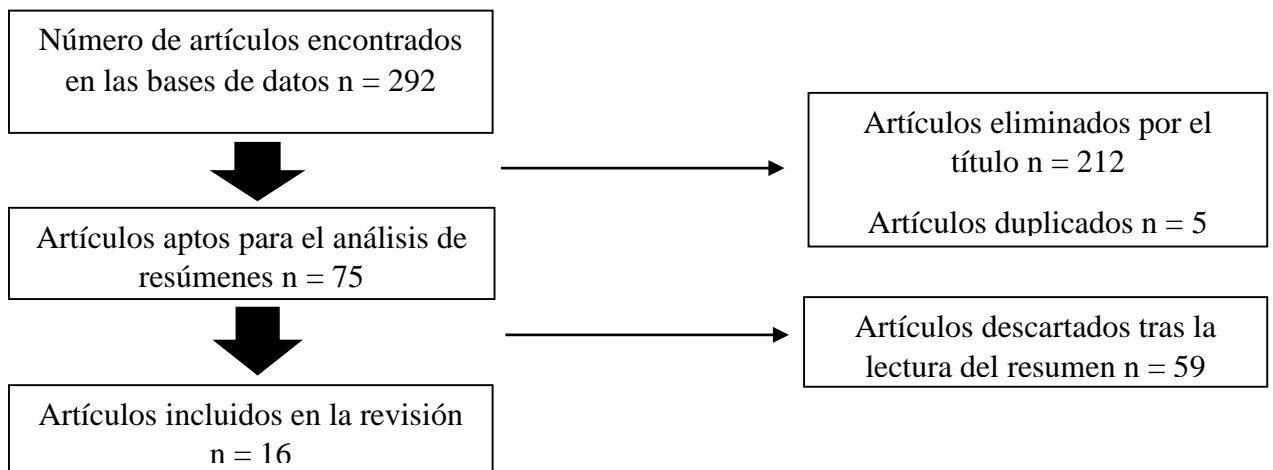 Número de artículos encontrados
en las bases de datos n = 292
Artículos eliminados por el
título n = 212
Artículos duplicados n = 5
Artículos aptos para el análisis de
resúmenes n = 75
Artículos descartados tras la
lectura del resumen n = 59
Artículos incluidos en la revisión
n = 16